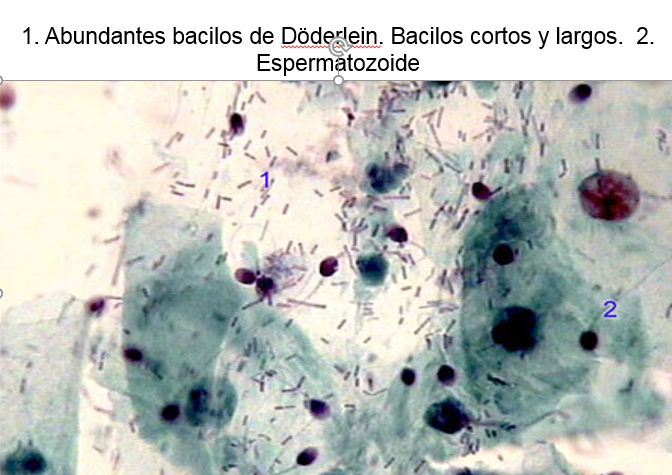 1. Abundantes bacilos de Döderlein. Bacilos cortos y largos. 2.
Espermatozoide
1
2